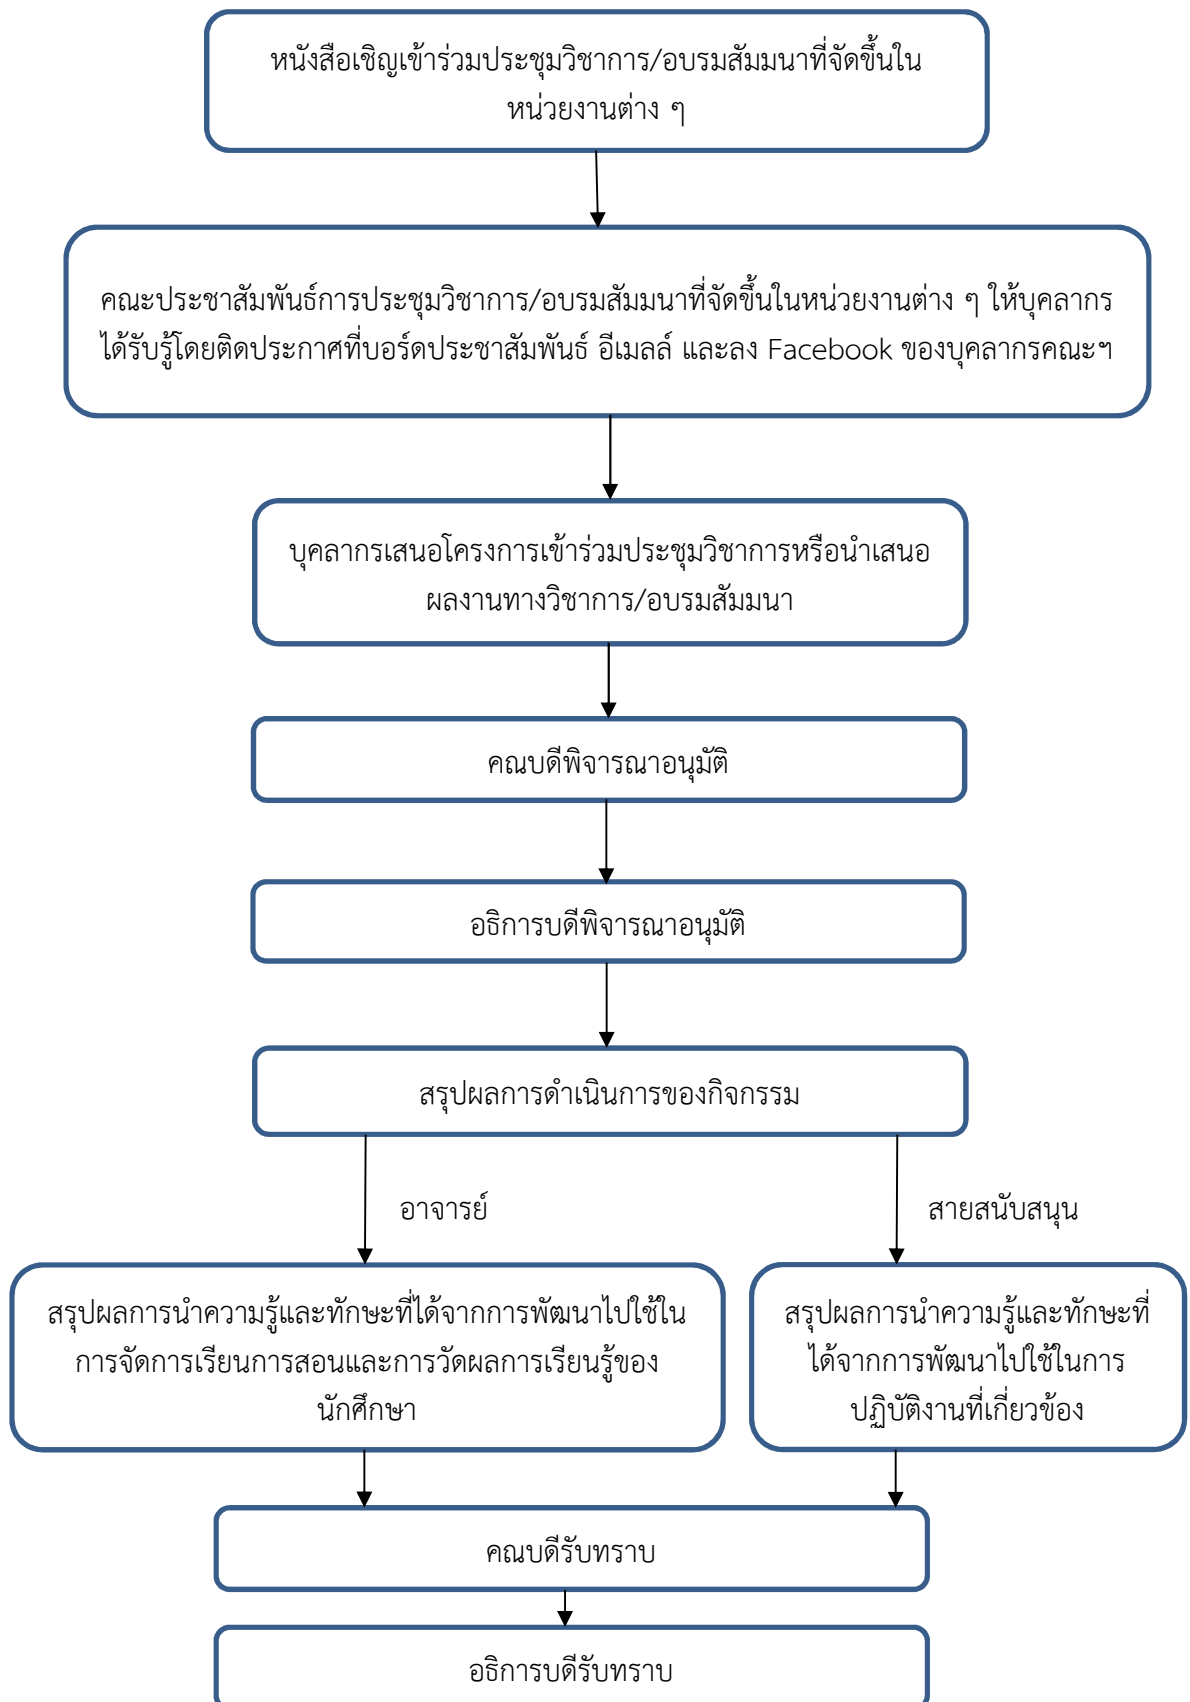 หนังสือเชิญเข้าร่วมประชุมวิชาการ/อบรมสัมมนาที่จัดขึ้นใน
หน่วยงานต่าง ๆ
คณะประชาสัมพันธ์การประชุมวิชาการ/อบรมสัมมนาที่จัดขึ้นในหน่วยงานต่าง ๆ ให้บุคลากร
ได้รับรู้โดยติดประกาศที่บอร์ดประชาสัมพันธ์ อีเมลล์ และลง Facebook ของบุคลากรคณะฯ
บุคลากรเสนอโครงการเข้าร่วมประชุมวิชาการหรือนำเสนอ
ผลงานทางวิชาการ/อบรมสัมมนา
คณบดีพิจารณาอนุมัติ
อธิการบดีพิจารณาอนุมัติ
สรุปผลการดำเนินการของกิจกรรม
อาจารย์
สายสนับสนุน
สรุปผลการนำความรู้และทักษะที่ได้จากการพัฒนาไปใช้ใน
การจัดการเรียนการสอนและการวัดผลการเรียนรู้ของ
นักศึกษา
สรุปผลการนำความรู้และทักษะที่
ได้จากการพัฒนาไปใช้ในการ
ปฏิบัติงานที่เกี่ยวข้อง
คณบดีรับทราบ
อธิการบดีรับทราบ